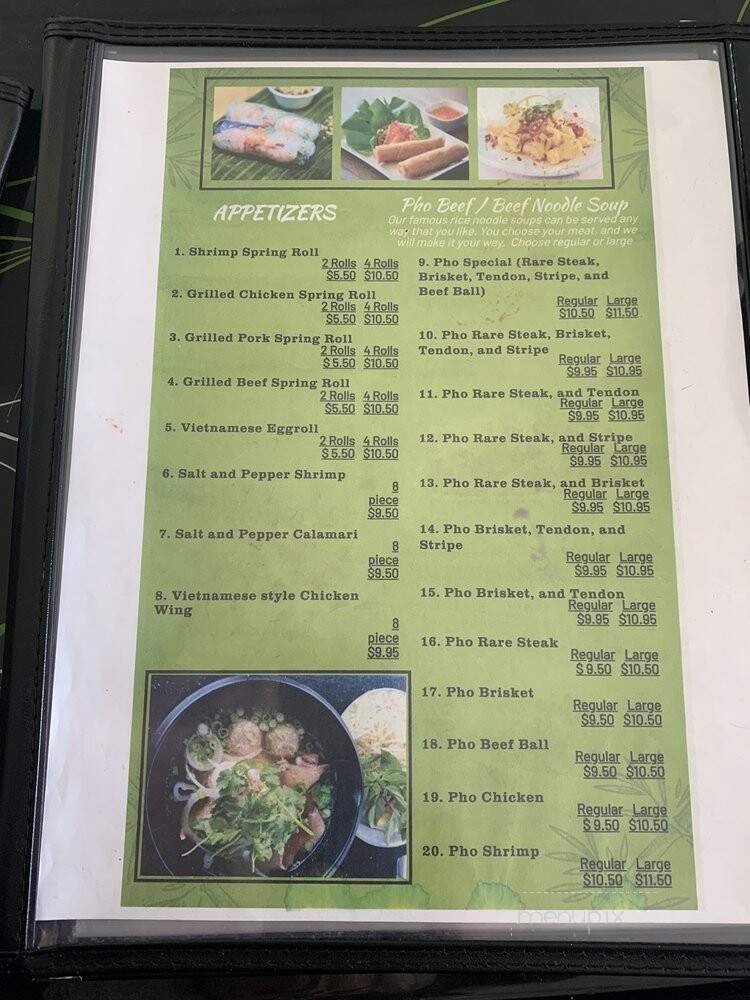 APPETIZERS
1. Shrimp Spring Roll
2 Rolls 4 Rolls
$5.50 $10.50
2. Grilled Chicken Spring Roll
2 Rolls 4 Rolls
$5.50 $10.50
3. Grilled Pork Spring Roll
2 Rolls 4 Rolls
$5.50 $10.50
4. Grilled Beef Spring Roll
2 Rolls 4 Rolls
$5.50 $10.50
5. Vietnamese Eggroll
2 Rolls 4 Rolls
$5.50 $10.50
6. Salt and Pepper Shrimp
8
piece
$9.50
7. Salt and Pepper Calamari
8
piece
$9.50
8. Vietnamese style Chicken
Wing
8
piece
$9.95
Pho Beef / Beef Noodle Soup
Our famous rice noodle soups can be served any
way that you like. You choose your meat, and we
will make it your way. Choose regular or large
9. Pho Special (Rare Steak,
Brisket, Tendon, Stripe, and
Beef Ball)
Regular Large
$10.50 $11.50
10. Pho Rare Steak, Brisket,
Tendon, and Stripe
Regular Large
$9.95 $10.95
11. Pho Rare Steak, and Tendon
Regular Large
$9.95 $10.95
12. Pho Rare Steak, and Stripe
Regular Large
$9.95 $10.95
13. Pho Rare Steak, and Brisket
Regular Large
$9.95 $10.95
14. Pho Brisket, Tendon, and
Stripe
Regular Large
$9.95 $10.95
15. Pho Brisket, and Tendon
Regular Large
$9.95 $10.95
16. Pho Rare Steak
Regular Large
$9.50 $10.50
17. Pho Brisket
Regular Large
$9.50 $10.50
18. Pho Beef Ball
Regular Large
$9.50 $10.50
19. Pho Chicken
Regular Large
$9.50 $10.50
20. Pho Shrimp
Regular Large
$10.50 $11.50
menupix